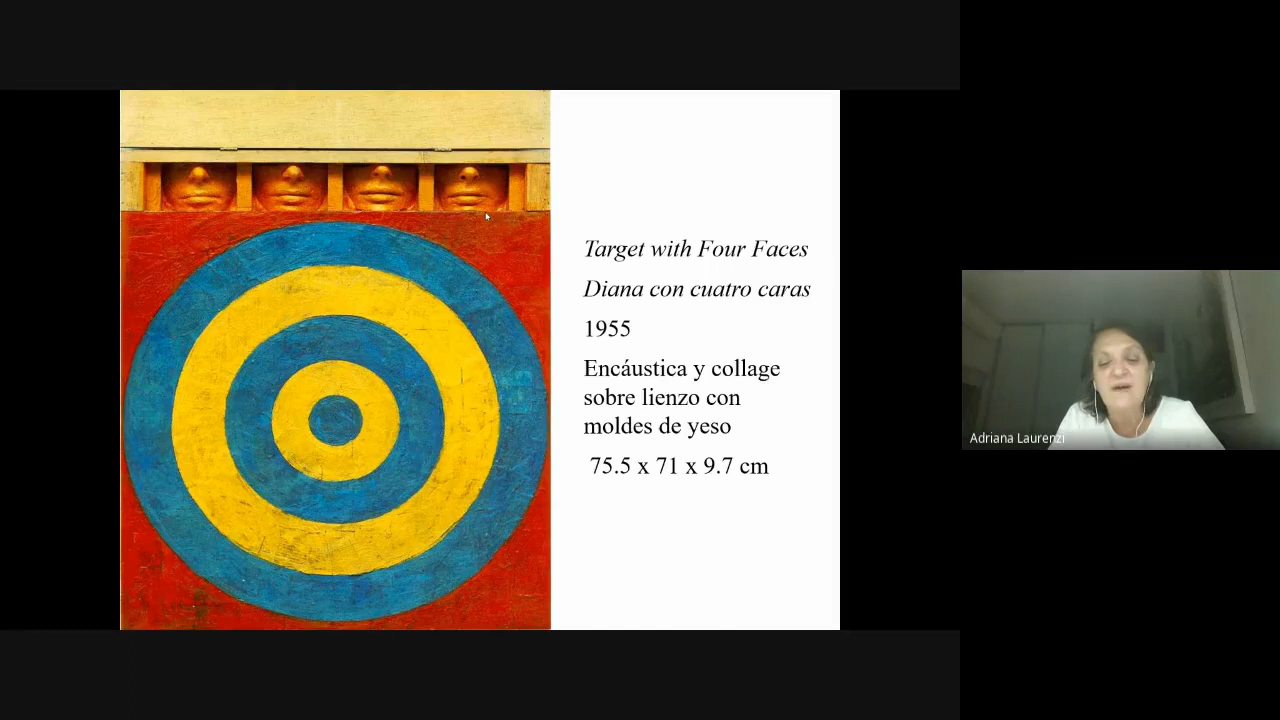 Target with Four Faces
Diana con cuatro caras
1955
Encáustica y collage
sobre lienzo con
moldes de yeso
75.5 x 71 x 9.7 cm
Adriana Laurenzi